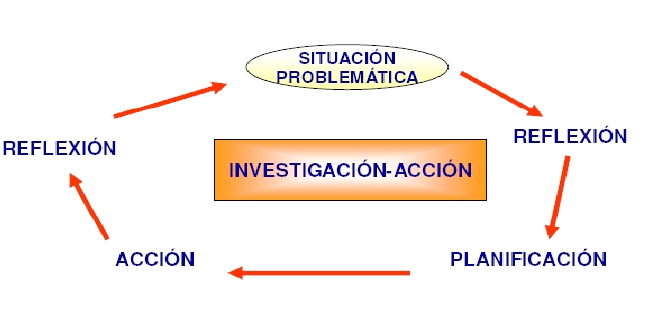 SITUACIÓN
PROBLEMÁTICA
REFLEXIÓN
REFLEXIÓN
INVESTIGACIÓN-ACCIÓN
ACCIÓN
PLANIFICACIÓN